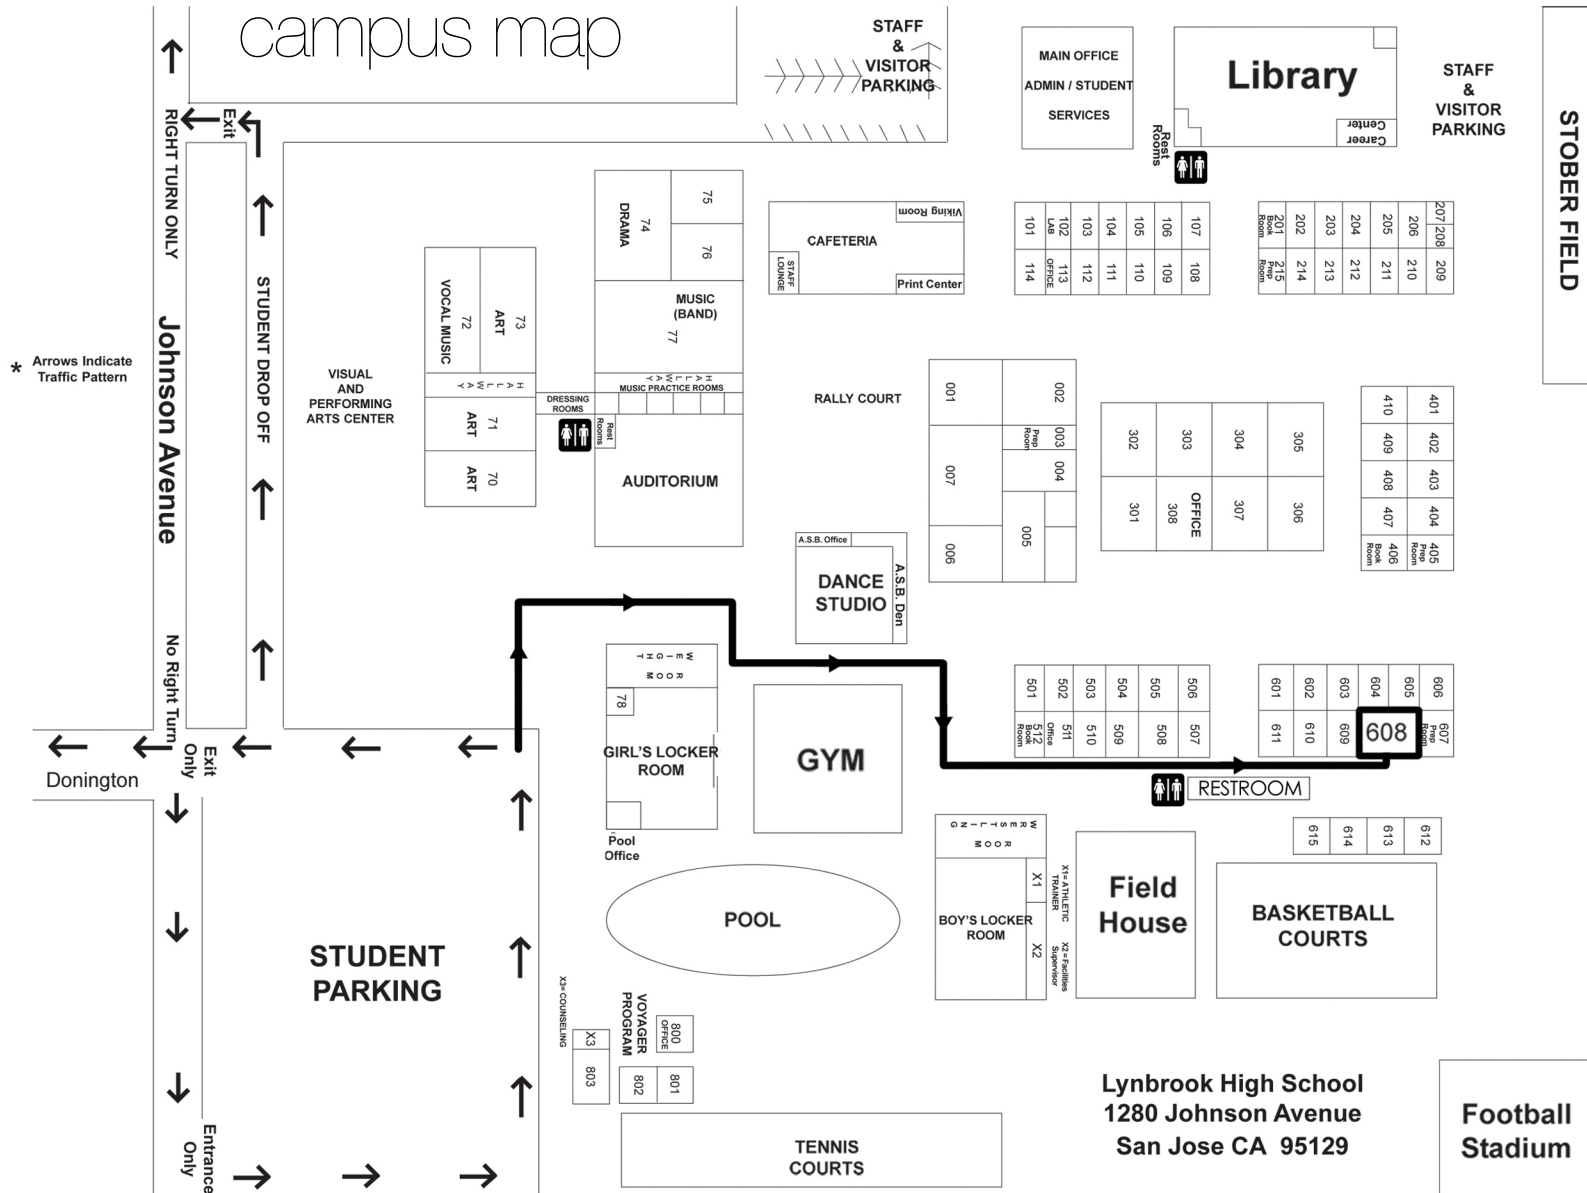 campus map
STAFF
&
VISITOR
PARKING
MAIN OFFICE
ADMIN / STUDENT
SERVICES
Library
Career
Center
Rest
Rooms
STAFF
&
VISITOR
PARKING
STOBER FIELD
Exit
RIGHT TURN ONLY
STUDENT DROP OFF
Johnson Avenue
No Right Turn
* Arrows Indicate
Traffic Pattern
VISUAL
AND
PERFORMING
ARTS CENTER
VOCAL MUSIC
72
ART
73
HALLWAY
ART
71
ART
70
DRAMA
74
75
76
MUSIC
(BAND)
77
HALLWAY
MUSIC PRACTICE ROOMS
DRESSING
ROOMS
Rest
Rooms
AUDITORIUM
CAFETERIA
Viking Room
STAFF
LOUNGE
Print Center
101
102
LAB
103
104
105
106
107
114
113
OFFICE
112
111
110
109
108
201
Book
Room
202
203
204
205
206
207
208
215
Prep
Room
214
213
212
211
210
209
RALLY COURT
001
002
003
Prep
Room
004
007
005
006
302
303
304
305
301
308
OFFICE
307
306
410
401
409
402
408
403
407
404
406
Book
Room
405
Prep
Room
A.S.B. Office
DANCE
STUDIO
A.S.B. Den
WEIGHT
ROOM
78
GIRL'S LOCKER
ROOM
Pool
Office
GYM
501
502
503
504
505
506
512
Book
Room
511
Office
510
509
508
507
601
602
603
604
605
606
611
610
609
608
607
Prep
Room
RESTROOM
Exit
Only
Donington
STUDENT
PARKING
POOL
WRESTLING
ROOM
X1
BOY'S LOCKER
ROOM
X2
X1= ATHLETIC
TRAINER
X2= Facilities
Supervisor
Field
House
615
614
613
612
BASKETBALL
COURTS
X3= COUNSELING
X3
803
VOYAGER
PROGRAM
800
OFFICE
802
801
TENNIS
COURTS
Entrance
Only
Lynbrook High School
1280 Johnson Avenue
San Jose CA 95129
Football
Stadium